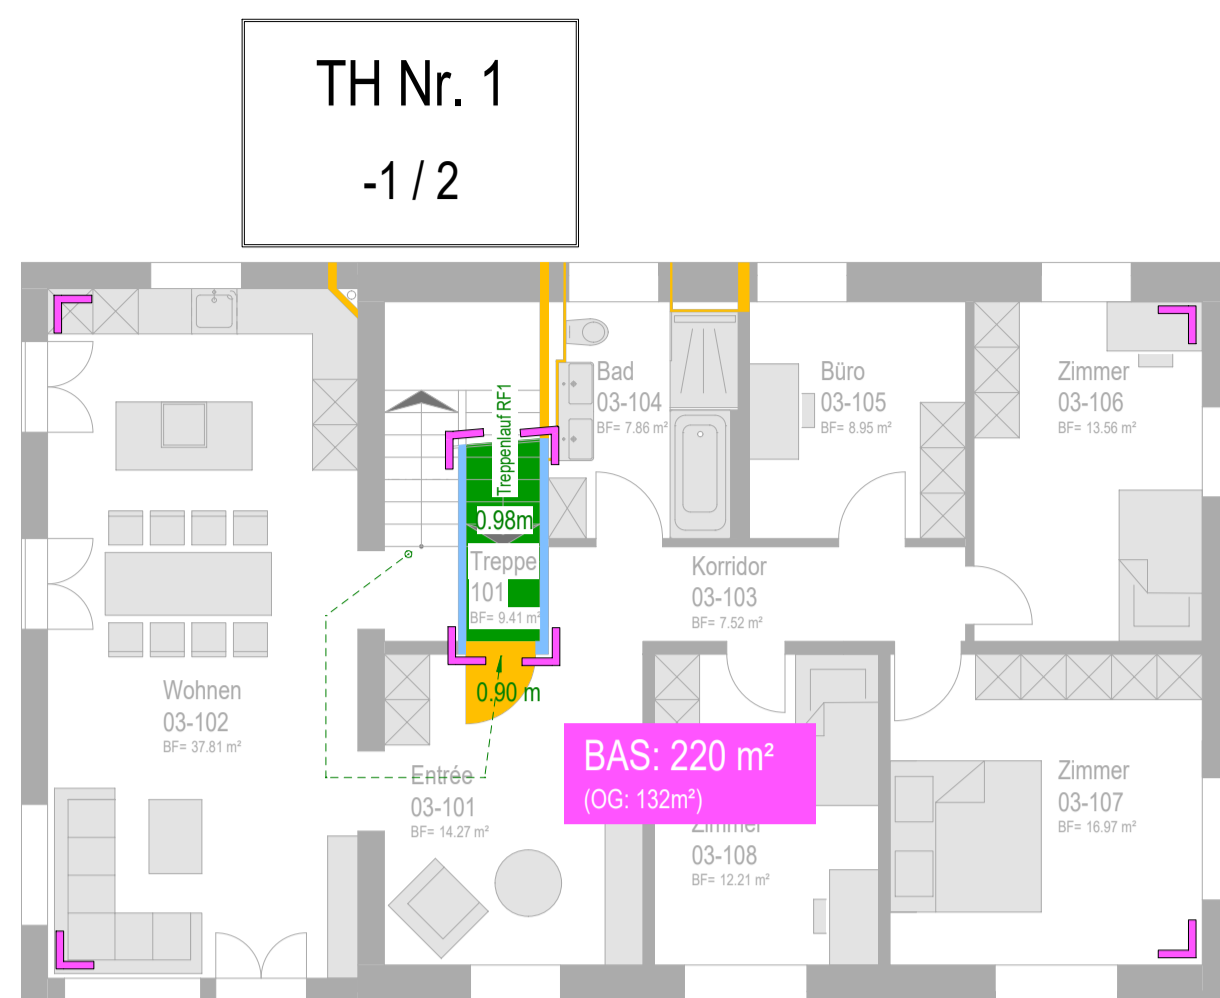 TH Nr. 1
-1 / 2
Bad
03-104
BF= 7.86 m²
Büro
03-105
BF= 8.95 m²
Zimmer
03-106
BF= 13.56 m²
Treppenlauf RF1
0.98m
Treppe
101
BF= 9.41 m²
Korridor
03-103
BF= 7.52 m²
Wohnen
03-102
BF= 37.81 m²
0.90 m
BAS: 220 m²
(OG: 132m²)
Entrée
03-101
BF= 14.27 m²
Zimmer
03-108
BF= 12.21 m²
Zimmer
03-107
BF= 16.97 m²